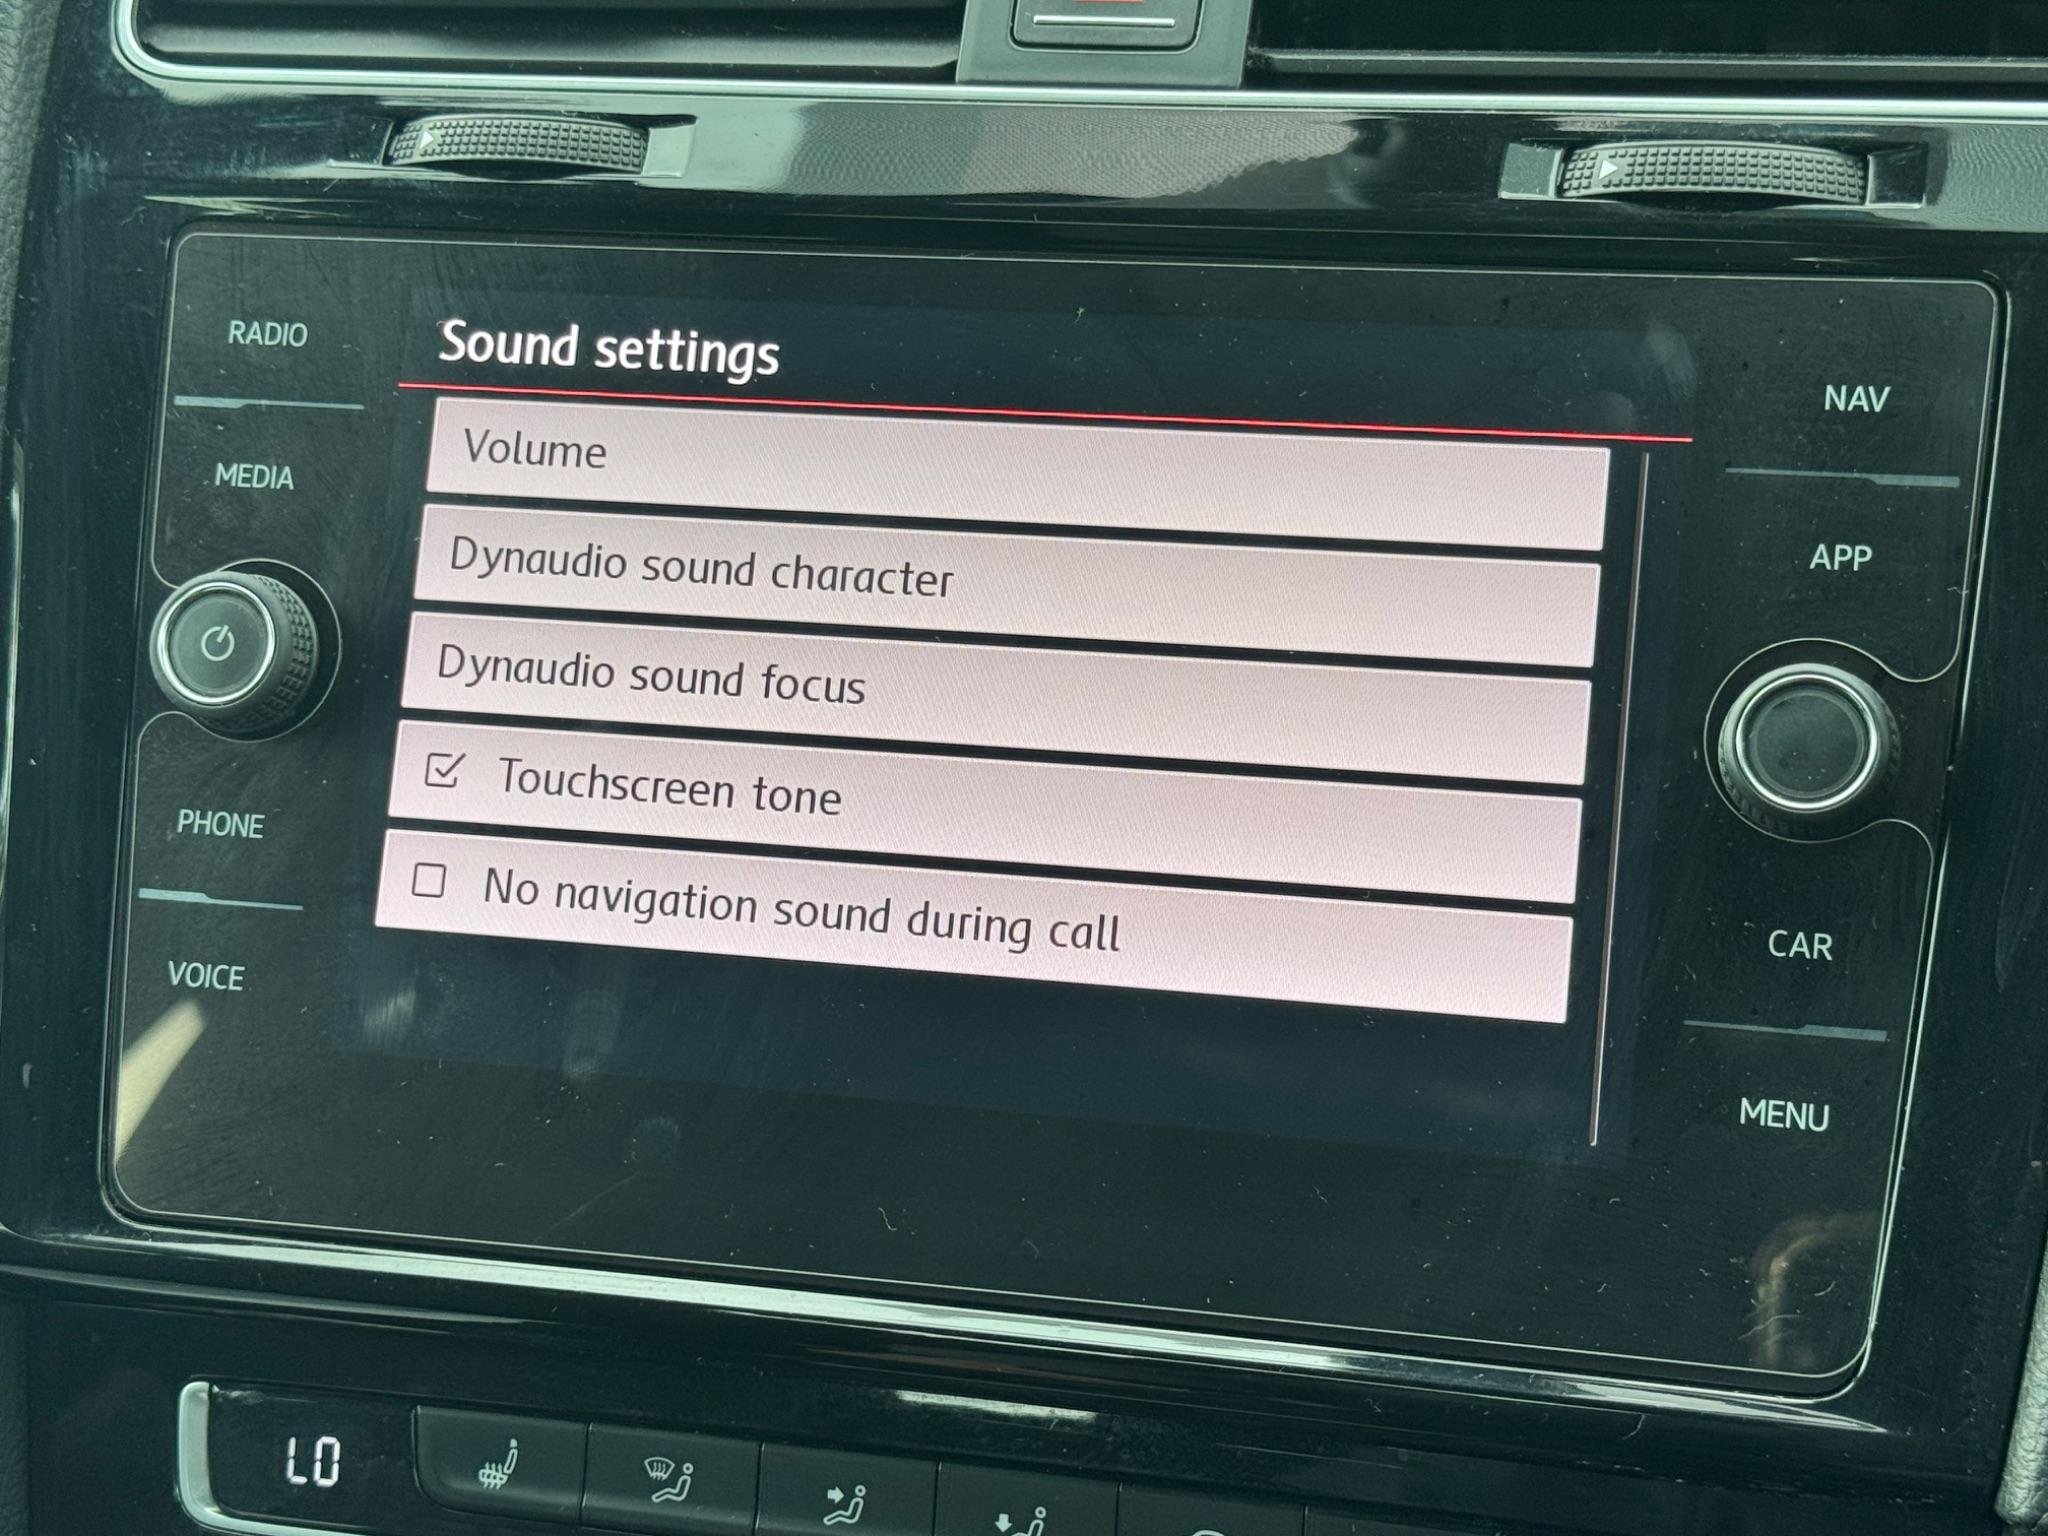 Sound settings
Volume
Dynaudio sound character
Dynaudio sound focus
Touchscreen tone
No navigation sound during call
RADIO
MEDIA
PHONE
VOICE
NAV
APP
CAR
MENU
LO